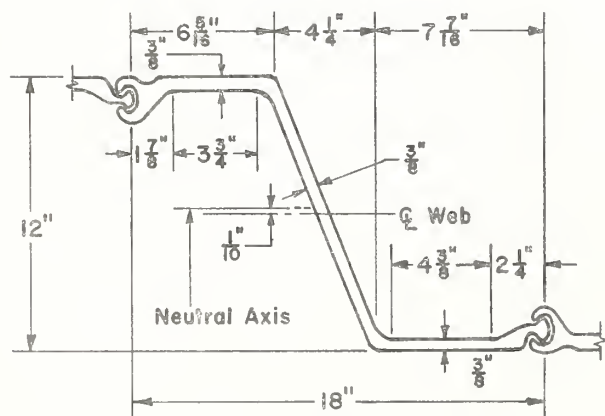 6 5/16" 4 1/4" 7 7/16"
3/8"
1 7/8" 3 3/4"
3/8"
12"
℄ Web
1/10"
4 3/8" 2 1/4"
Neutral Axis
3/8"
18"